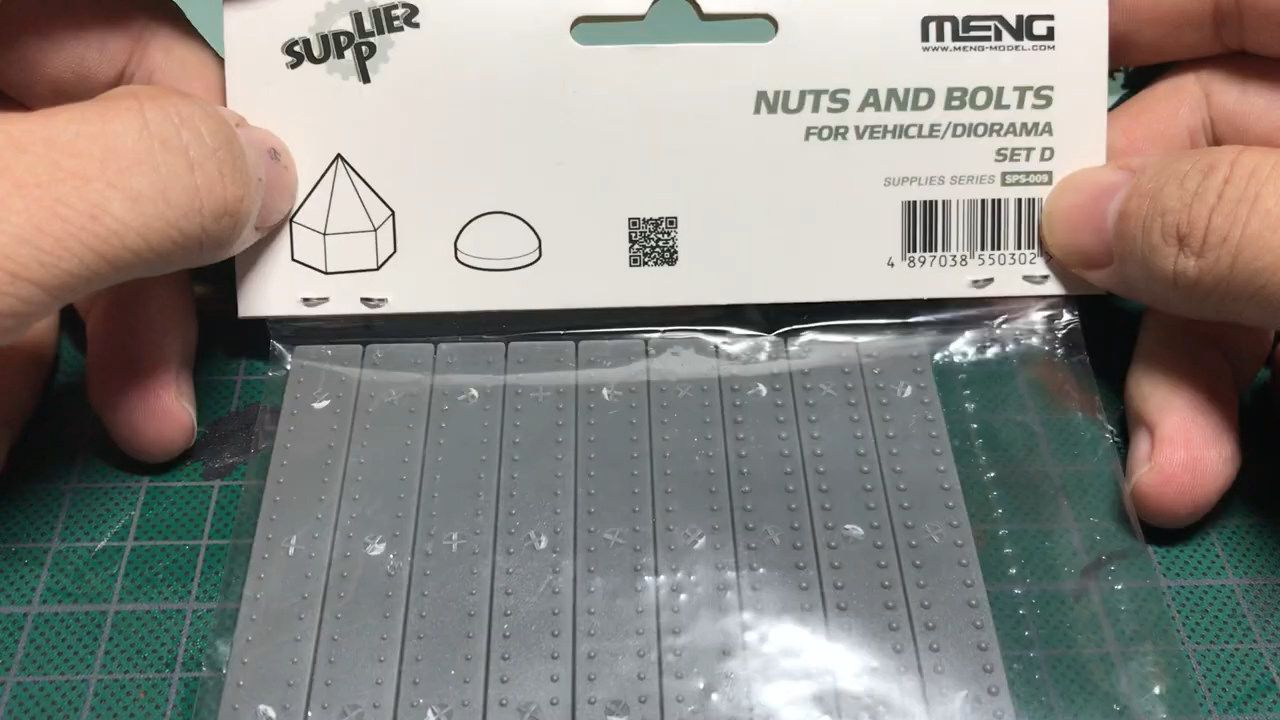 SUPPLIES
MENG
WWW.MENG-MODEL.COM
NUTS AND BOLTS
FOR VEHICLE/DIORAMA
SET D
SUPPLIES SERIES SPS-009
4 897038 550302